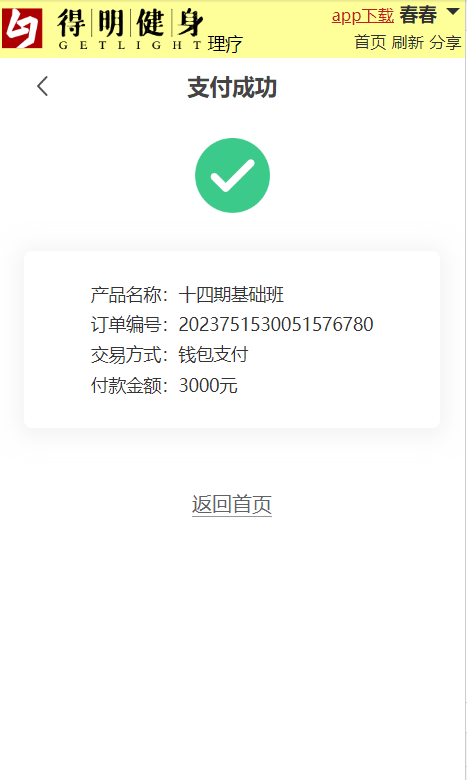 得明健身
GETLIGHT理疗
app下载 春春
首页 刷新 分享
支付成功
产品名称：十四期基础班
订单编号：2023751530051576780
交易方式：钱包支付
付款金额：3000元
返回首页